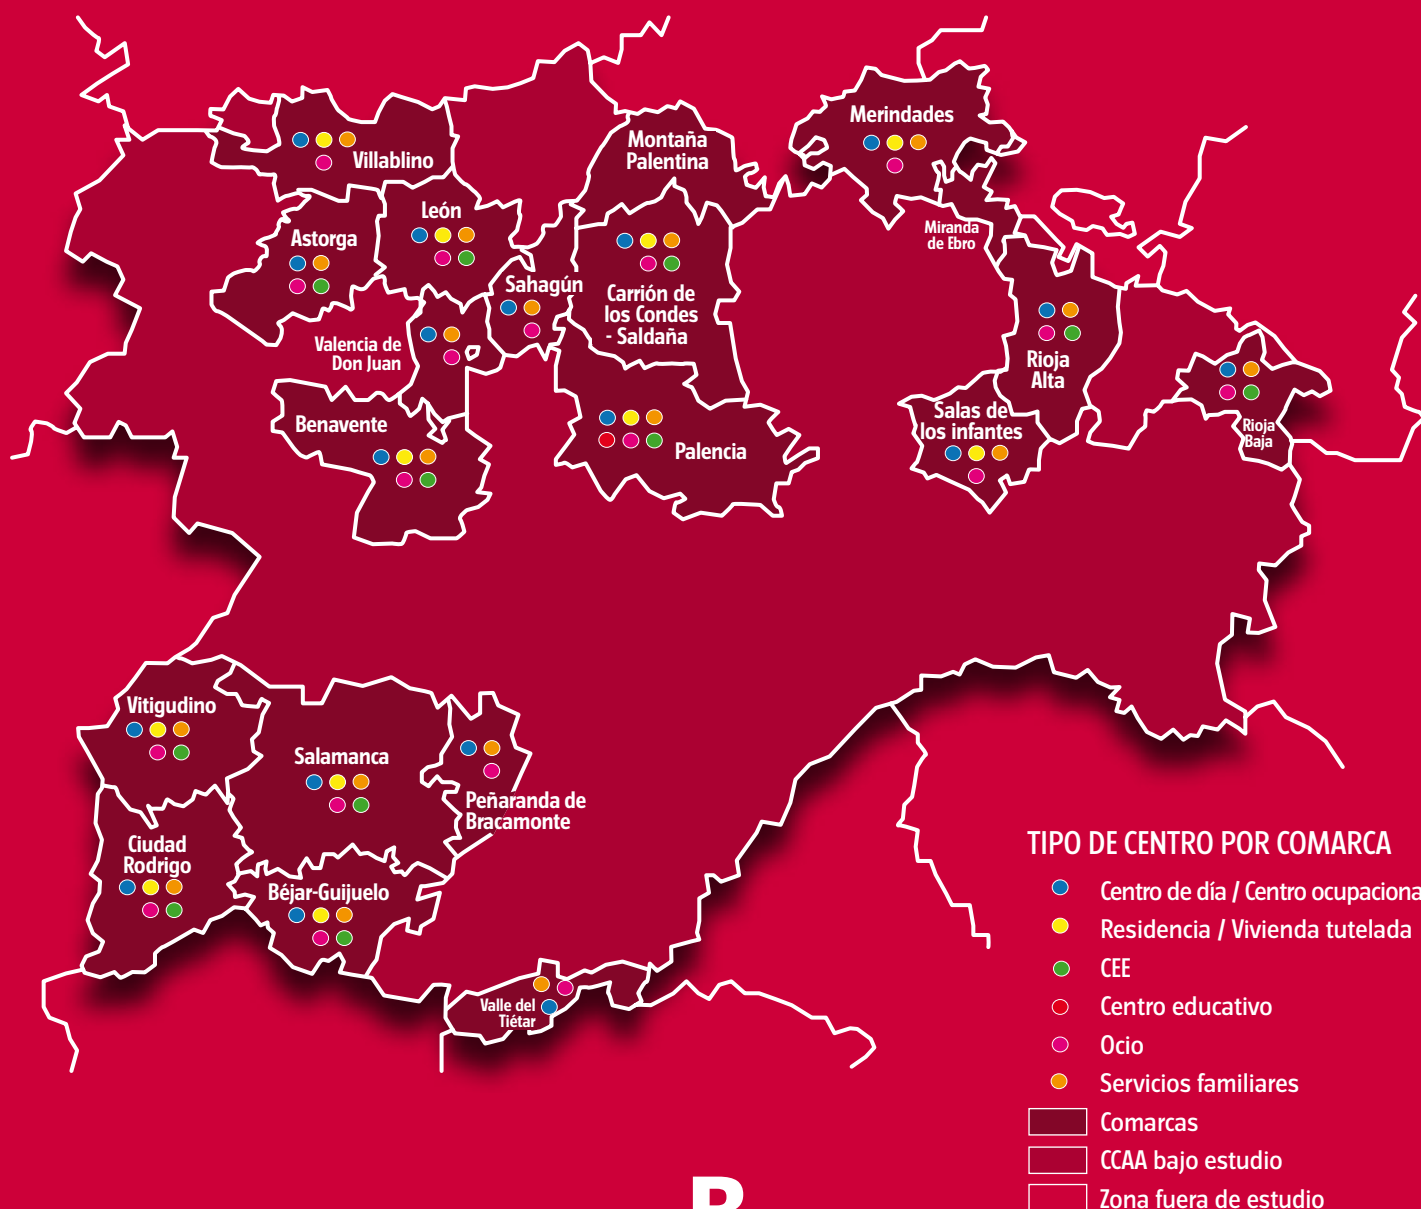 Merindades
Montaña
Palentina
Villablino
León
Astorga
Miranda
de Ebro
Sahagún
Carrión de
los Condes
- Saldaña
Valencia de
Don Juan
Rioja
Alta
Benavente
Salas de
los infantes
Rioja
Baja
Palencia
Vitigudino
Salamanca
Peñaranda de
Bracamonte
Ciudad
Rodrigo
Béjar-Guijuelo
Valle del
Tiétar
TIPO DE CENTRO POR COMARCA
Centro de día / Centro ocupaciona
Residencia / Vivienda tutelada
CEE
Centro educativo
Ocio
Servicios familiares
Comarcas
CCAA bajo estudio
Zona fuera de estudio